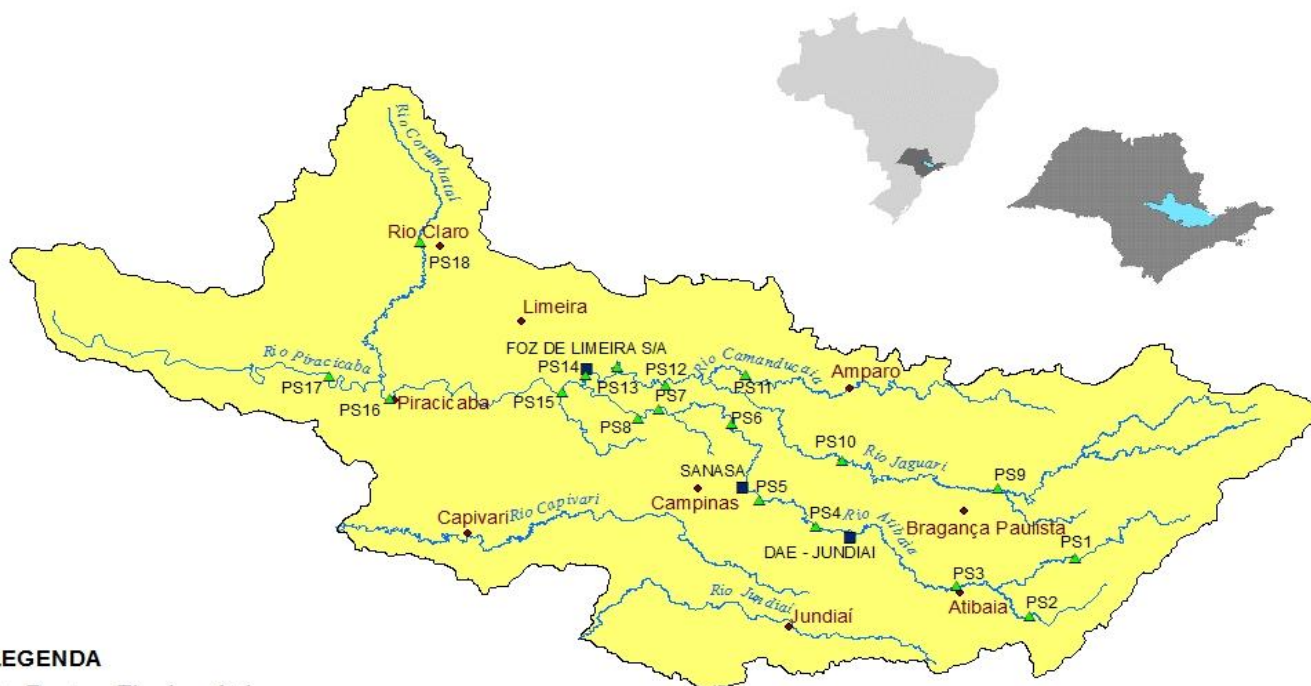 Rio Corumbataí
Rio Claro
PS18
Limeira
FOZ DE LIMEIRA S/A
Rio Camanducaia
Amparo
Rio Piracicaba
PS17
PS14
PS13
PS12
PS11
PS16
Piracicaba
PS15
PS7
PS8
PS6
PS10
Rio Jaguari
PS9
SANASA
PS5
Campinas
Capivari
Rio Capivari
PS4
Rio Atibaia
Bragança Paulista
DAE - JUNDIAI
PS1
PS3
Atibaia
PS2
Rio Jundiaí
Jundiaí
LEGENDA